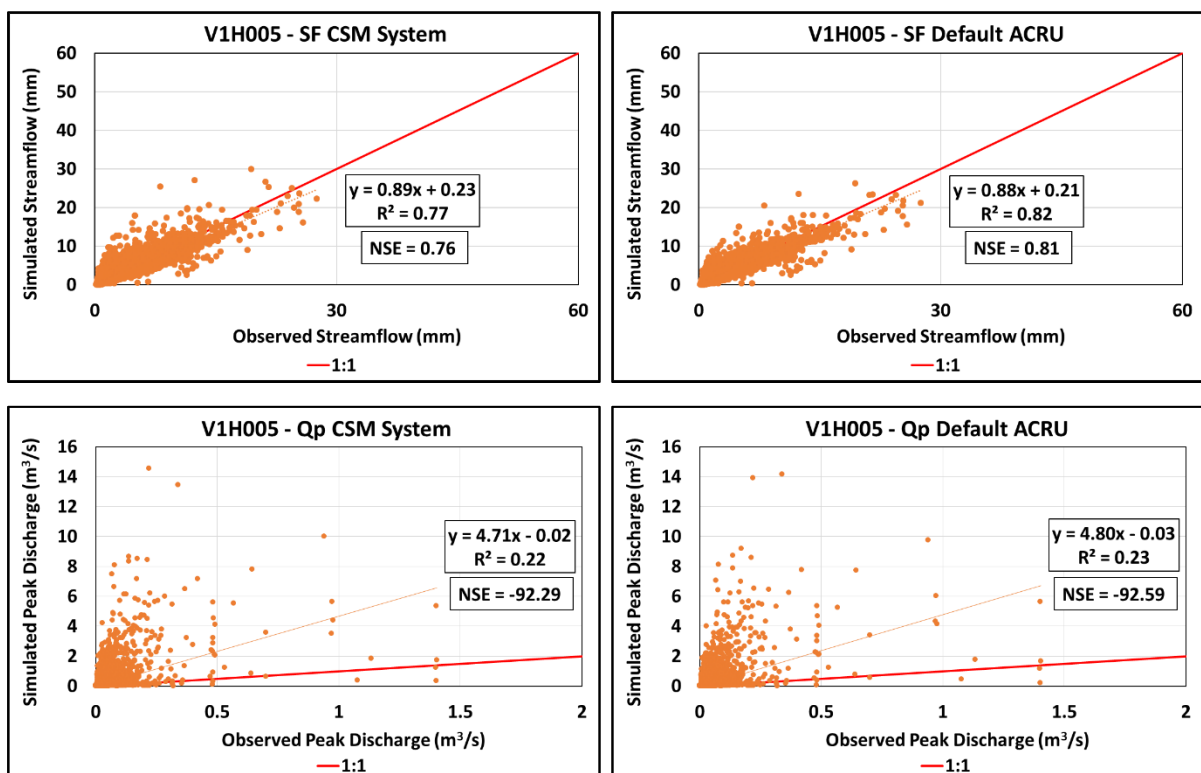 V1H005 - SF CSM System
Simulated Streamflow (mm)
60
50
40
30
20
10
0
y = 0.89x + 0.23
R² = 0.77
NSE = 0.76
0
30
60
Observed Streamflow (mm)
1:1
V1H005 - SF Default ACRU
Simulated Streamflow (mm)
60
50
40
30
20
10
0
y = 0.88x + 0.21
R² = 0.82
NSE = 0.81
0
30
60
Observed Streamflow (mm)
1:1
V1H005 - Qp CSM System
Simulated Peak Discharge (m³/s)
16
14
12
10
8
6
4
2
0
y = 4.71x - 0.02
R² = 0.22
NSE = -92.29
0
0.5
1
1.5
2
Observed Peak Discharge (m³/s)
1:1
V1H005 - Qp Default ACRU
Simulated Peak Discharge (m³/s)
16
14
12
10
8
6
4
2
0
y = 4.80x - 0.03
R² = 0.23
NSE = -92.59
0
0.5
1
1.5
2
Observed Peak Discharge (m³/s)
1:1